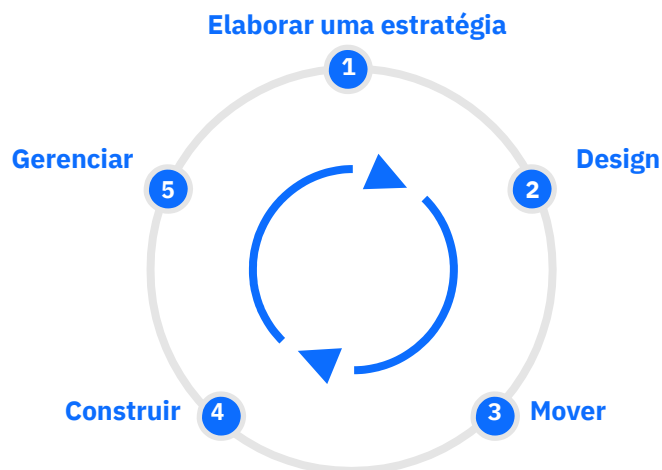 Elaborar uma estratégia
1
Gerenciar
Design
5
2
Construir
4
3
Mover